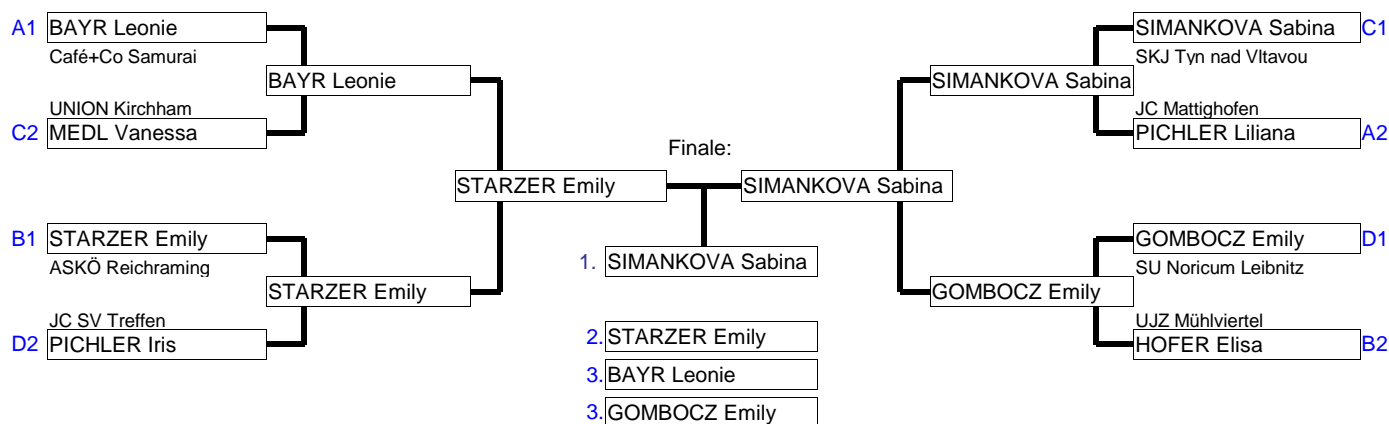 A1 BAYR Leonie
Café+Co Samurai
BAYR Leonie
UNION Kirchham
C2 MEDL Vanessa
STARZER Emily
B1 STARZER Emily
ASKÖ Reichraming
STARZER Emily
JC SV Treffen
D2 PICHLER Iris
Finale:
1. SIMANKOVA Sabina
2. STARZER Emily
3. BAYR Leonie
3. GOMBOCZ Emily
SIMANKOVA Sabina C1
SKJ Tyn nad Vltavou
SIMANKOVA Sabina
JC Mattighofen
PICHLER Liliana A2
SIMANKOVA Sabina
GOMBOCZ Emily D1
SU Noricum Leibnitz
GOMBOCZ Emily
UJZ Mühlviertel
HOFER Elisa B2